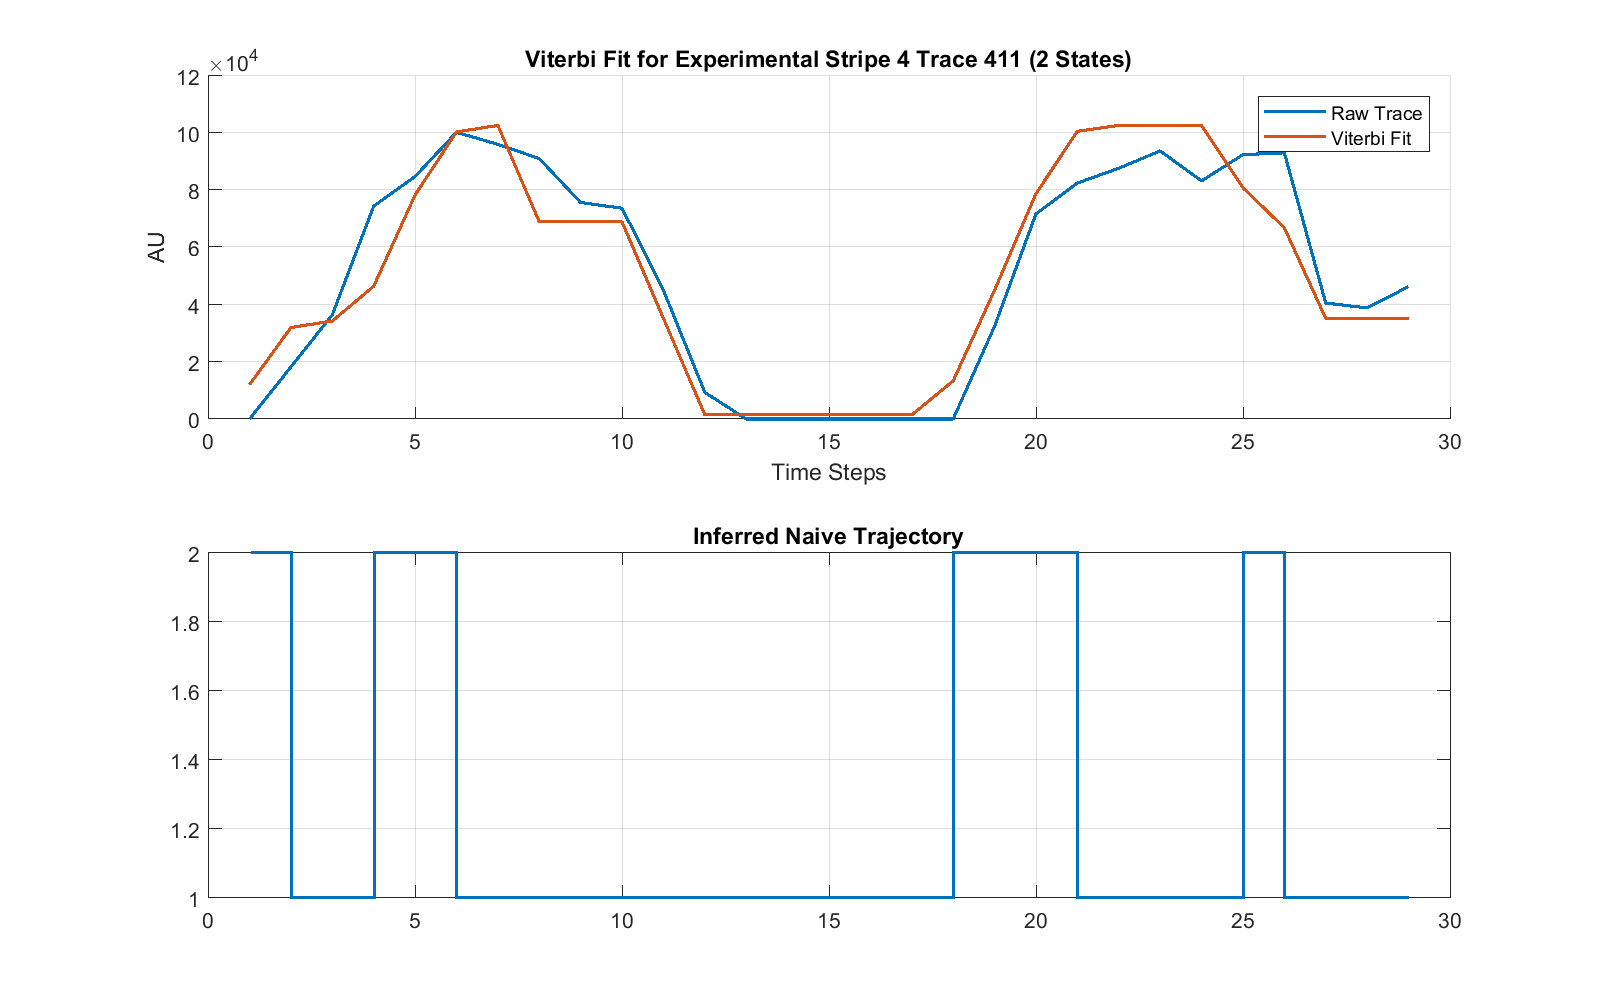 Viterbi Fit for Experimental Stripe 4 Trace 411 (2 States)
×10^4
12
10
8
6
4
2
0
AU
Raw Trace
Viterbi Fit
0 5 10 15 20 25 30
Time Steps
Inferred Naive Trajectory
2
1.8
1.6
1.4
1.2
1
0 5 10 15 20 25 30